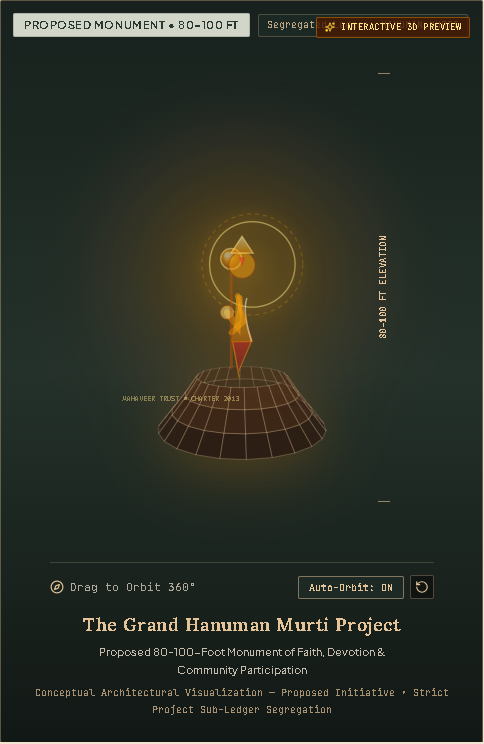 PROPOSED MONUMENT • 80–100 FT
Segregat
INTERACTIVE 3D PREVIEW
80–100 FT ELEVATION
MAHAVEER TRUST • CHARTER 2013
Drag to Orbit 360°
Auto-Orbit: ON
The Grand Hanuman Murti Project
Proposed 80-100-Foot Monument of Faith, Devotion &
Community Participation
Conceptual Architectural Visualization — Proposed Initiative • Strict
Project Sub-Ledger Segregation